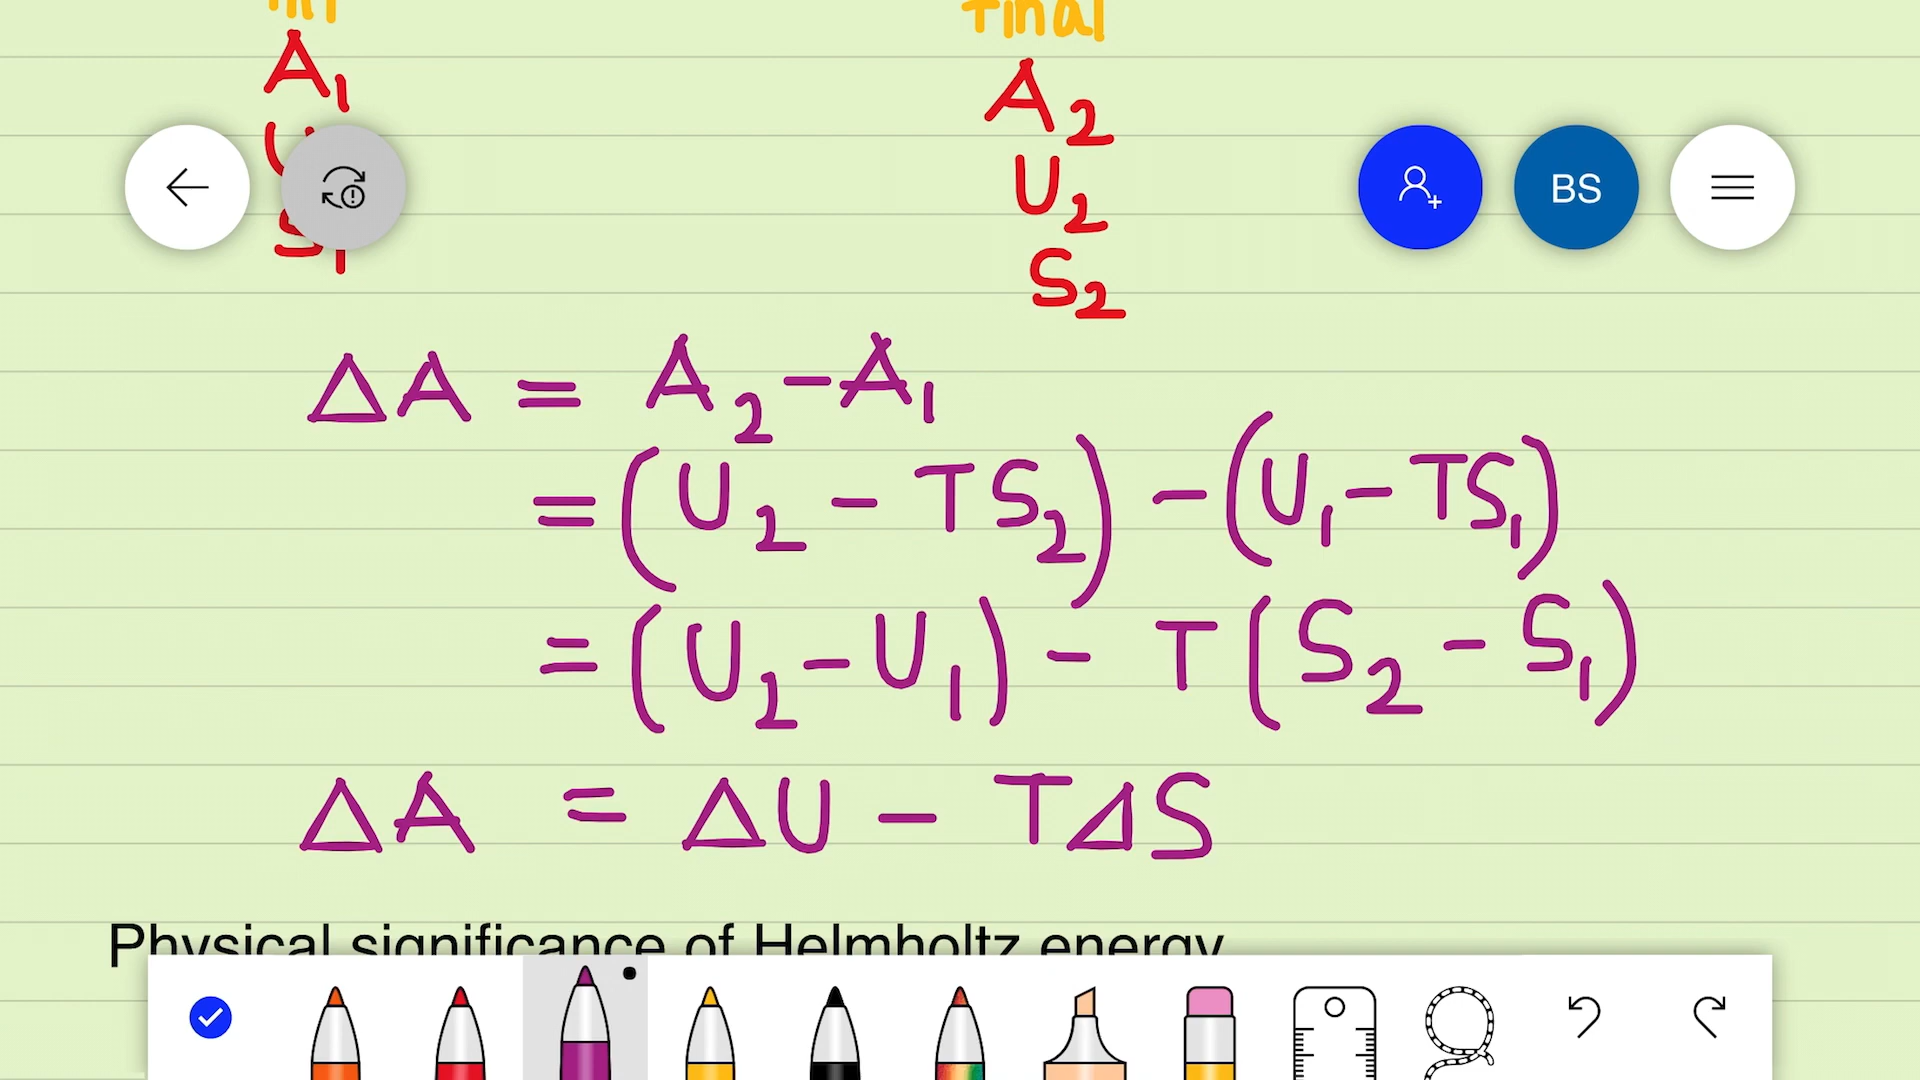 final
A₁ A₂
U₂
S₁ S₂
BS
ΔA = A₂ - A₁
= (U₂ - TS₂) - (U₁ - TS₁)
= (U₂ - U₁) - T(S₂ - S₁)
ΔA = ΔU - TΔS
Physical significance of Helmholtz energy